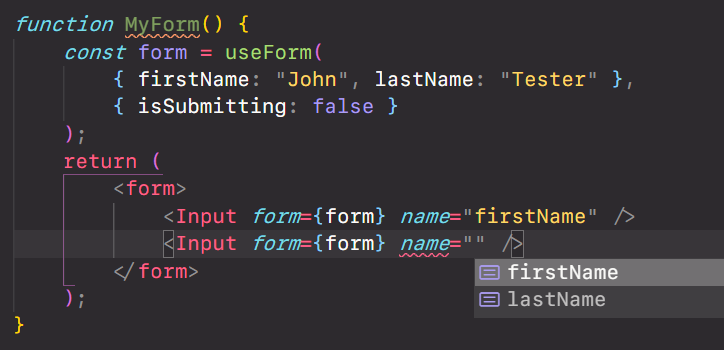 function MyForm() {
    const form = useForm(
        { firstName: "John", lastName: "Tester" },
        { isSubmitting: false }
    );
    return (
        <form>
            <Input form={form} name="firstName" />
            <Input form={form} name="" />
firstName
        </form>
lastName
    );
}